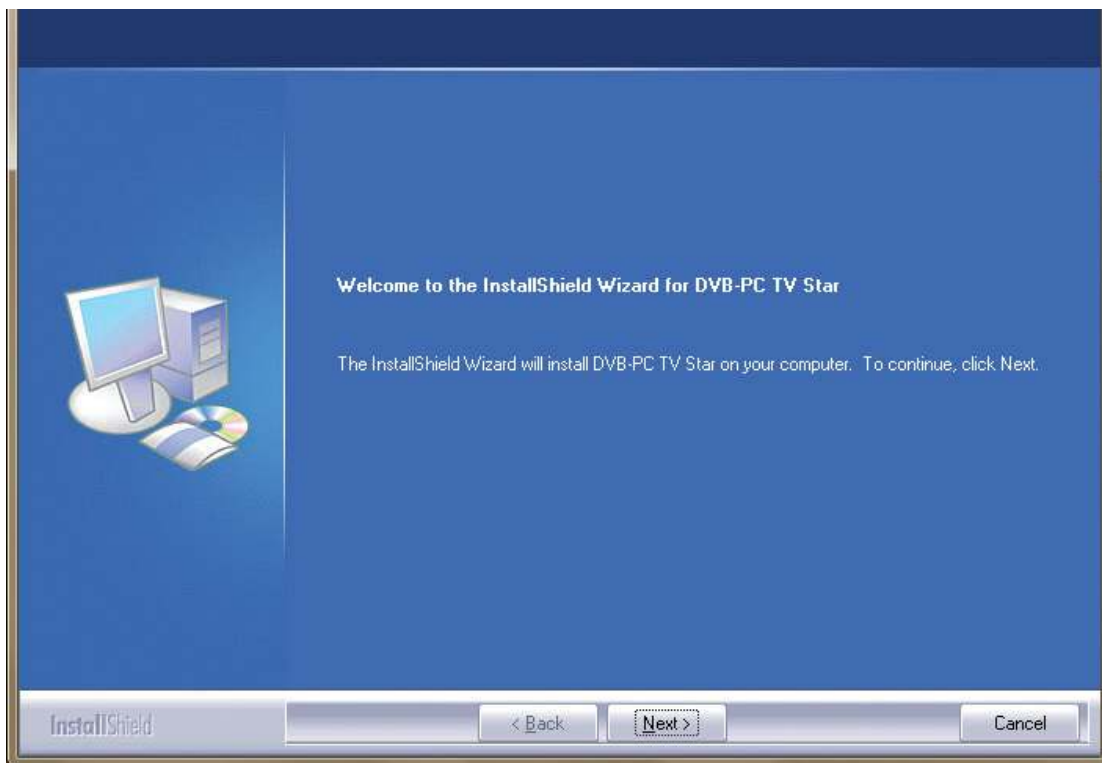 Welcome to the InstallShield Wizard for DVB-PC TV Star
The InstallShield Wizard will install DVB-PC TV Star on your computer. To continue, click Next.
InstallShield
< Back
Next >
Cancel